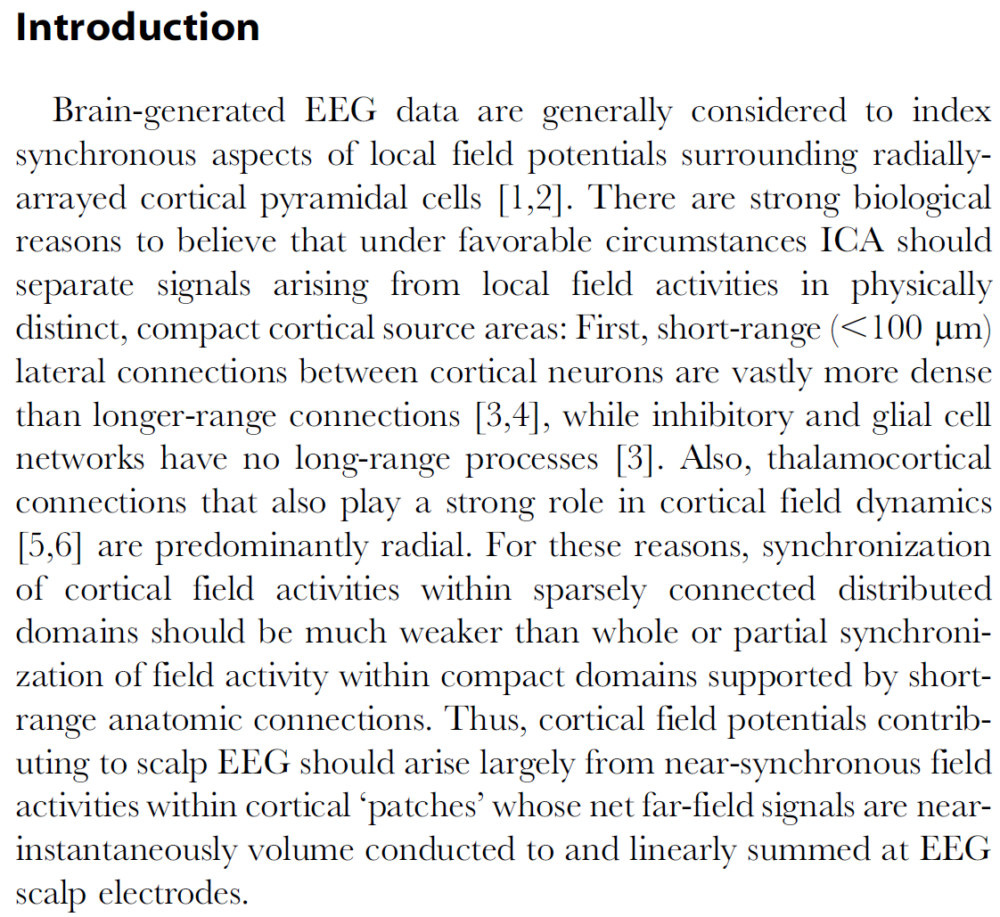 Introduction
Brain-generated EEG data are generally considered to index
synchronous aspects of local field potentials surrounding radially-
arrayed cortical pyramidal cells [1,2]. There are strong biological
reasons to believe that under favorable circumstances ICA should
separate signals arising from local field activities in physically
distinct, compact cortical source areas: First, short-range (<100 μm)
lateral connections between cortical neurons are vastly more dense
than longer-range connections [3,4], while inhibitory and glial cell
networks have no long-range processes [3]. Also, thalamocortical
connections that also play a strong role in cortical field dynamics
[5,6] are predominantly radial. For these reasons, synchronization
of cortical field activities within sparsely connected distributed
domains should be much weaker than whole or partial synchroni-
zation of field activity within compact domains supported by short-
range anatomic connections. Thus, cortical field potentials contrib-
uting to scalp EEG should arise largely from near-synchronous field
activities within cortical ‘patches’ whose net far-field signals are near-
instantaneously volume conducted to and linearly summed at EEG
scalp electrodes.